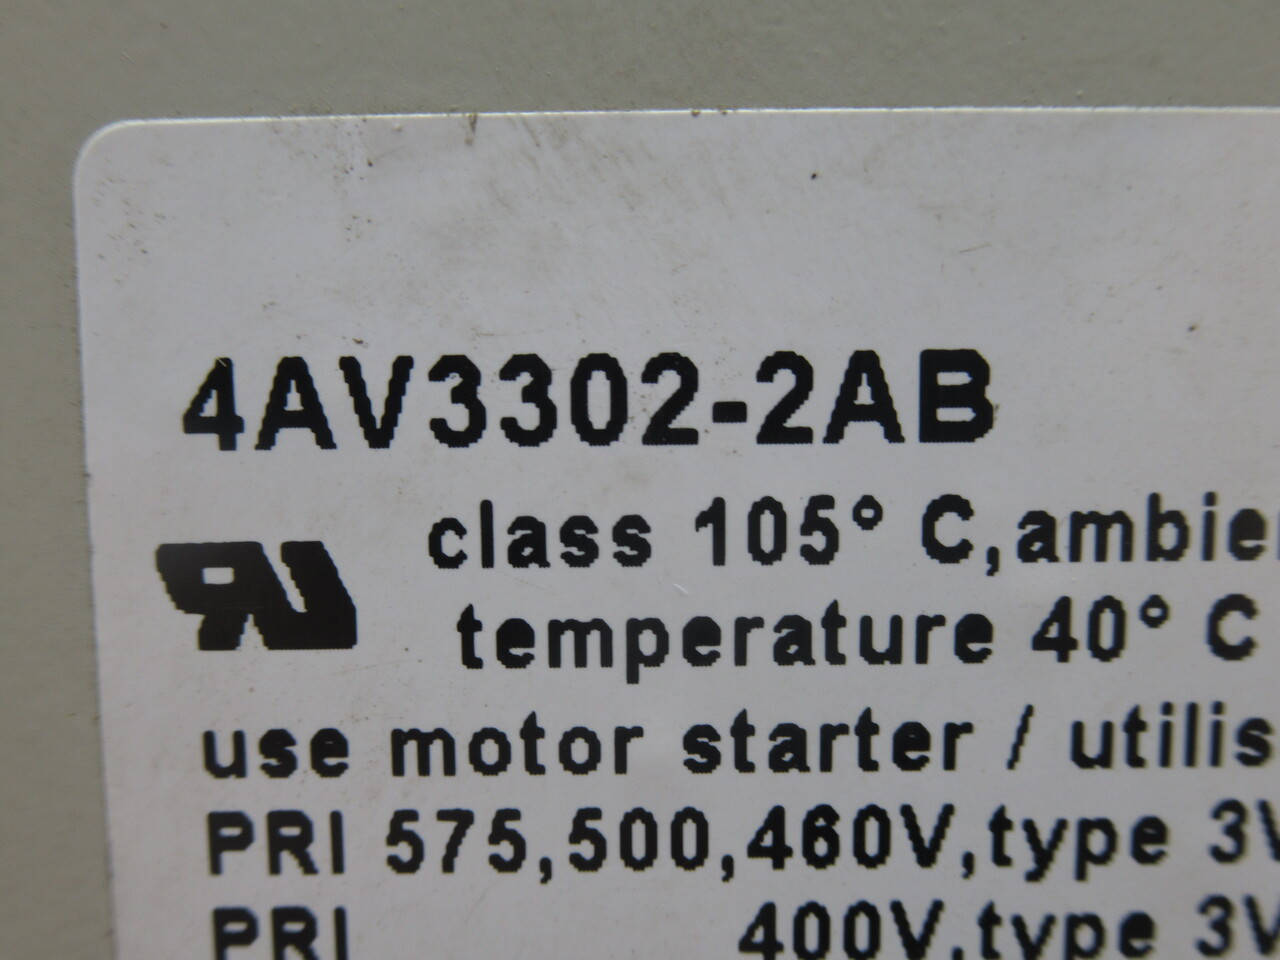 4AV3302-2AB
class 105° C,ambie
temperature 40° C
use motor starter / utilis
PRI 575,500,460V,type 3V
PRI 400V,type 3V